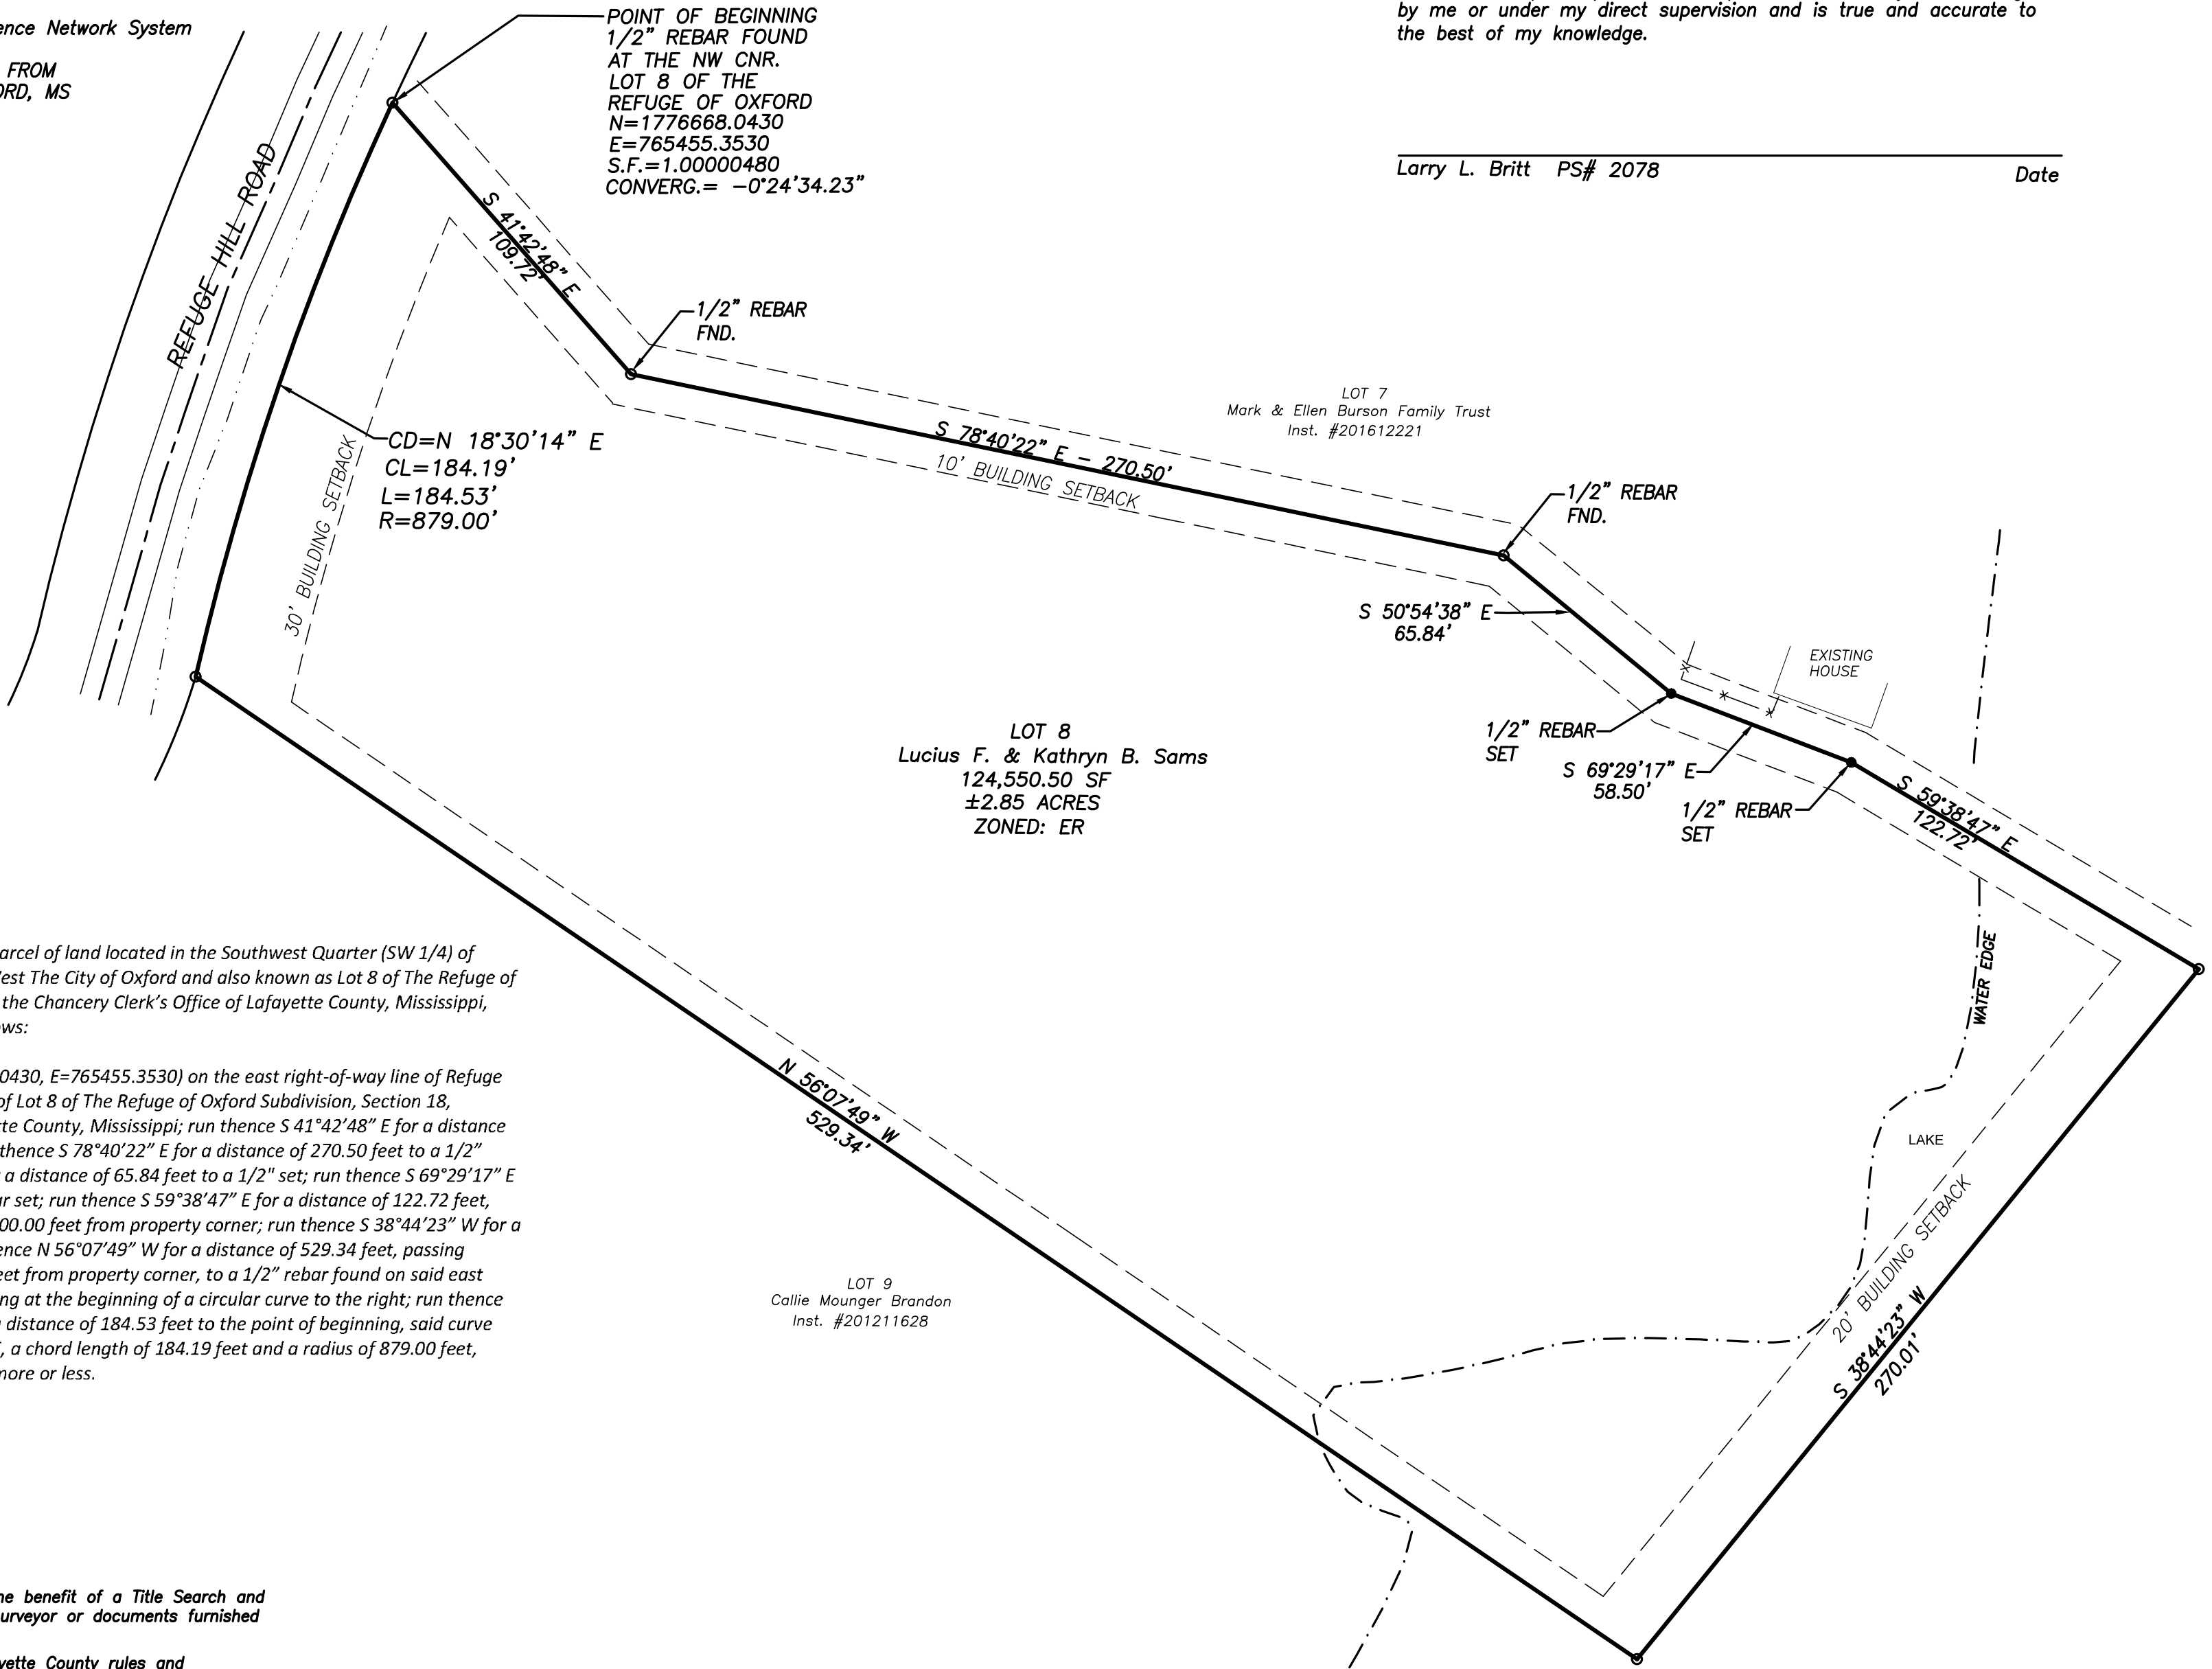 ence Network System
FROM
ORD, MS
POINT OF BEGINNING
1/2" REBAR FOUND
AT THE NW CNR.
LOT 8 OF THE
REFUGE OF OXFORD
N=1776668.0430
E=765455.3530
S.F.=1.00000480
CONVERG.= -0°24'34.23"
by me or under my direct supervision and is true and accurate to
the best of my knowledge.
Larry L. Britt PS# 2078
Date
REFUGE HILL ROAD
S 41°42'48" E
109.72'
1/2" REBAR
FND.
LOT 7
Mark & Ellen Burson Family Trust
Inst. #201612221
CD=N 18°30'14" E
CL=184.19'
L=184.53'
R=879.00'
30' BUILDING SETBACK
S 78°40'22" E - 270.50'
10' BUILDING SETBACK
1/2" REBAR
FND.
S 50°54'38" E
65.84'
EXISTING
HOUSE
1/2" REBAR
SET
S 69°29'17" E
58.50'
1/2" REBAR
SET
S 59°38'47" E
122.72'
LOT 8
Lucius F. & Kathryn B. Sams
124,550.50 SF
±2.85 ACRES
ZONED: ER
WATER EDGE
LAKE
20' BUILDING SETBACK
S 38°44'23" W
270.01'
N 56°07'49" W
529.34'
LOT 9
Callie Mounger Brandon
Inst. #201211628
arcel of land located in the Southwest Quarter (SW 1/4) of
est The City of Oxford and also known as Lot 8 of The Refuge of
the Chancery Clerk's Office of Lafayette County, Mississippi,
ows:
0430, E=765455.3530) on the east right-of-way line of Refuge
of Lot 8 of The Refuge of Oxford Subdivision, Section 18,
tte County, Mississippi; run thence S 41°42'48" E for a distance
thence S 78°40'22" E for a distance of 270.50 feet to a 1/2"
a distance of 65.84 feet to a 1/2" set; run thence S 69°29'17" E
ar set; run thence S 59°38'47" E for a distance of 122.72 feet,
00.00 feet from property corner; run thence S 38°44'23" W for a
ence N 56°07'49" W for a distance of 529.34 feet, passing
eet from property corner, to a 1/2" rebar found on said east
ng at the beginning of a circular curve to the right; run thence
distance of 184.53 feet to the point of beginning, said curve
, a chord length of 184.19 feet and a radius of 879.00 feet,
more or less.
he benefit of a Title Search and
urveyor or documents furnished
yette County rules and